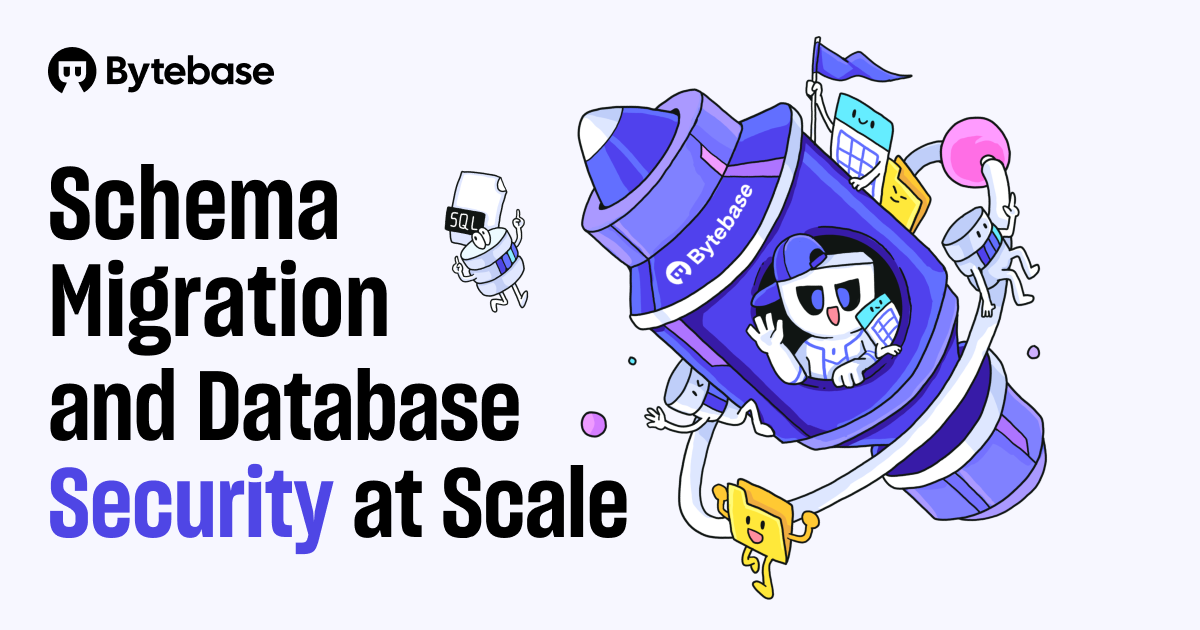 Bytebase
Schema
Migration
and Database
Security at Scale
SQL
Bytebase